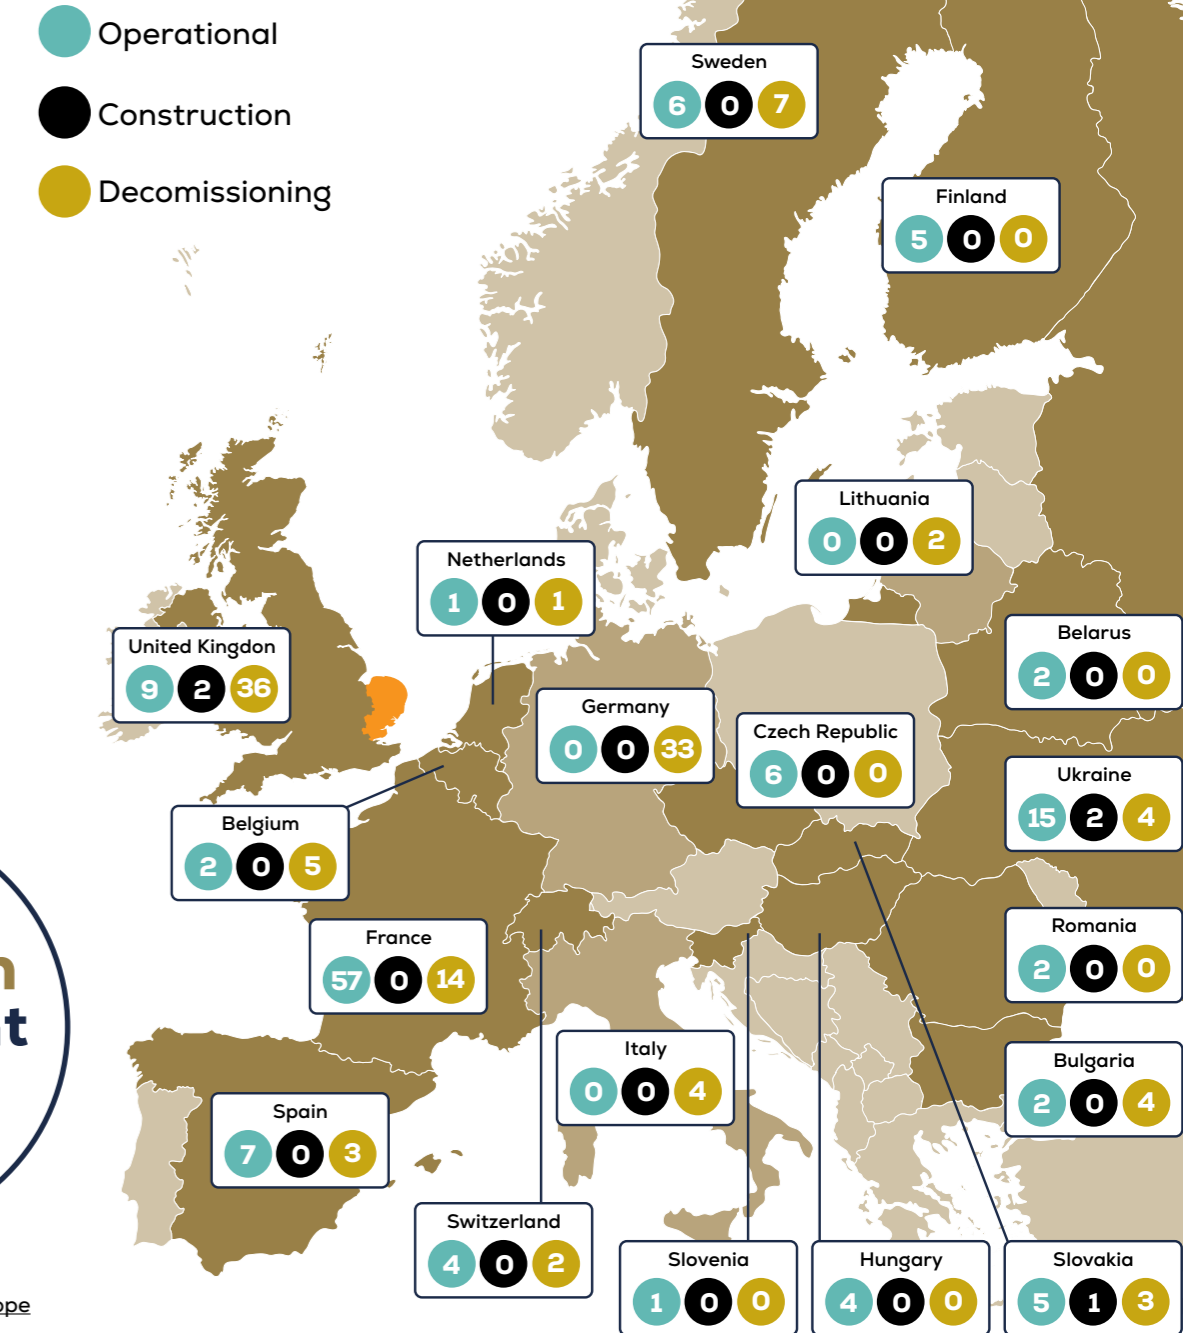 Operational
Construction
Decomissioning
Sweden
6 0 7
Finland
5 0 0
Lithuania
0 0 2
Netherlands
1 0 1
Belarus
2 0 0
United Kingdon
9 2 36
Germany
0 0 33
Czech Republic
6 0 0
Ukraine
15 2 4
Belgium
2 0 5
France
57 0 14
Romania
2 0 0
n
t
Italy
0 0 4
Bulgaria
2 0 4
Spain
7 0 3
Switzerland
4 0 2
Slovenia
1 0 0
Hungary
4 0 0
Slovakia
5 1 3
ope